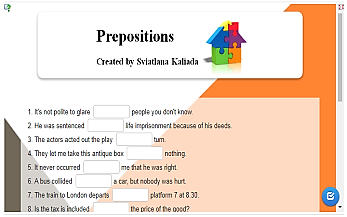 Prepositions
Created by Sviatlana Kaliada
1. It's not polite to glare people you don't know.
2. He was sentenced life imprisonment because of his deeds.
3. The actors acted out the play turn.
4. They let me take this antique box nothing.
5. It never occurred me that he was right.
6. A bus collided a car, but nobody was hurt.
7. The train to London departs platform 7 at 8.30.
8. Is the tax is included the price of the good?